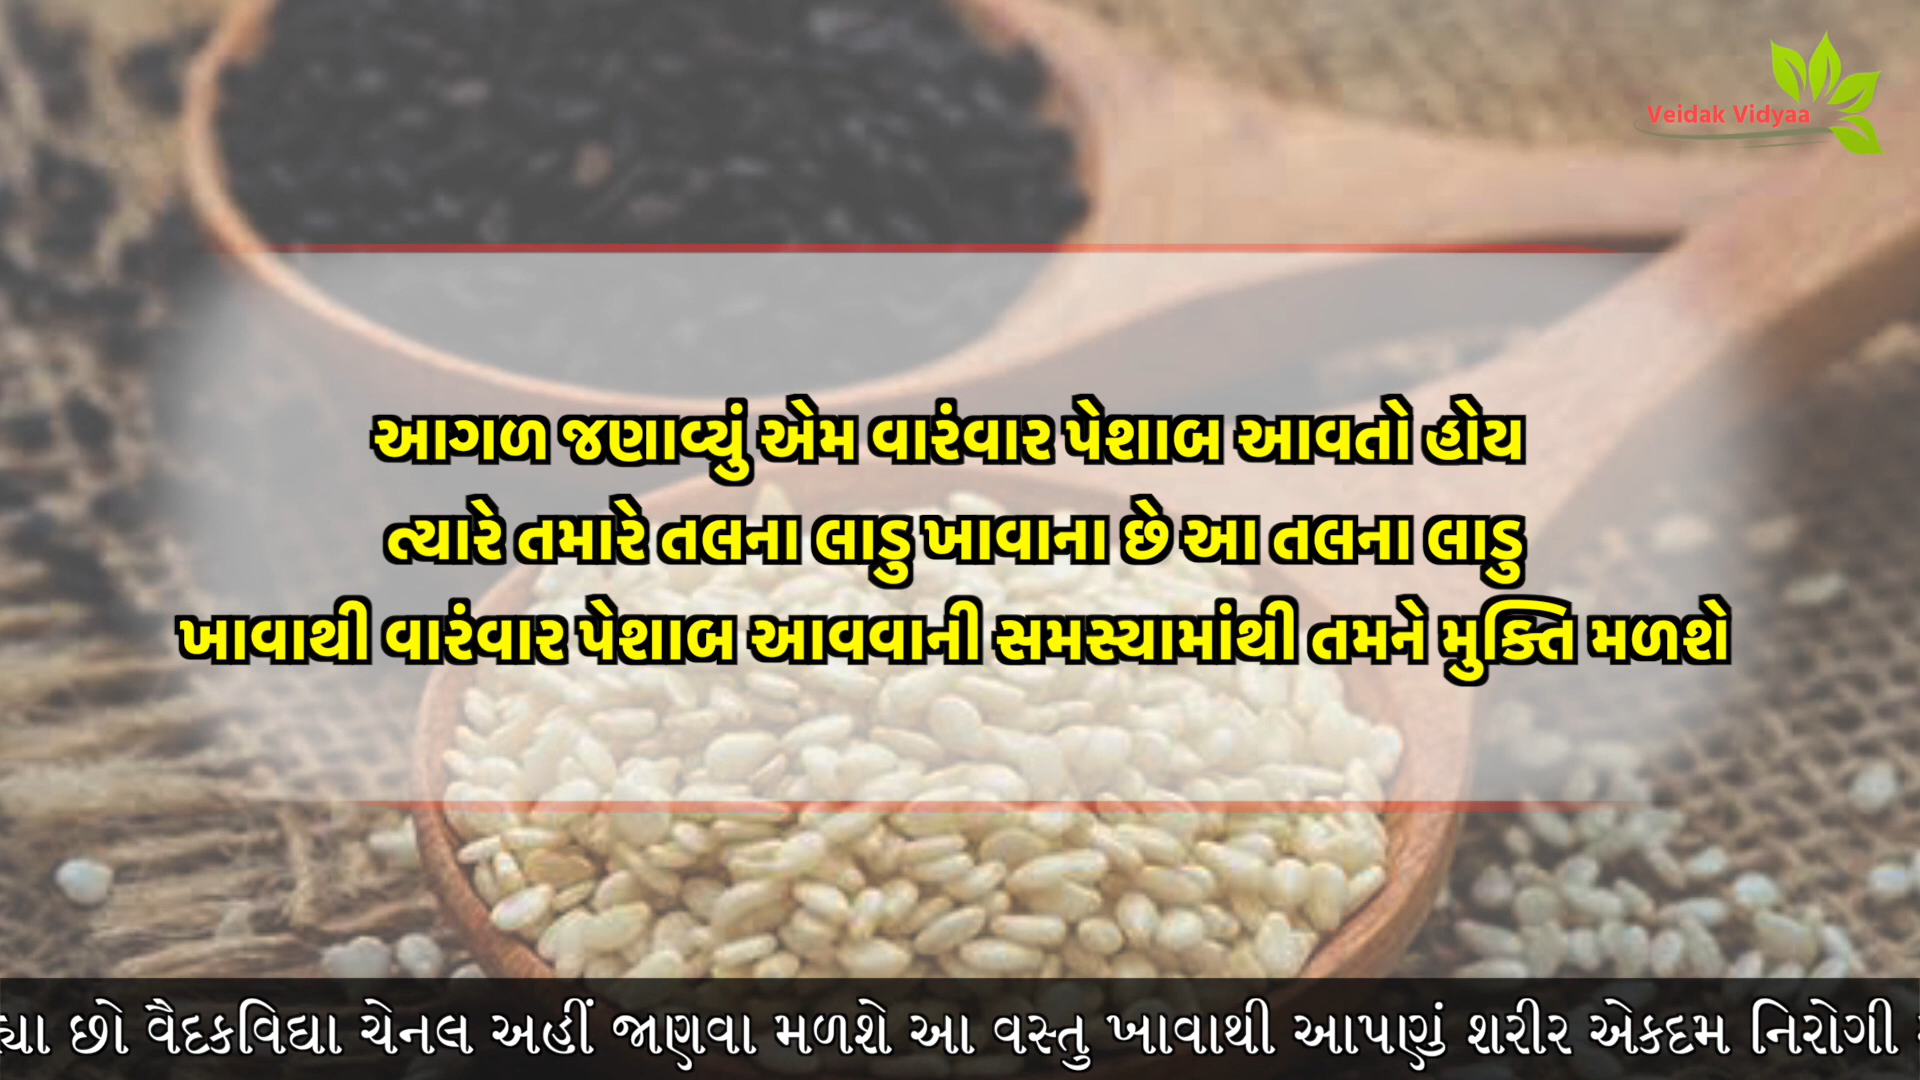 Veidak Vidyaa
આગળ જણાવ્યું એમ વારંવાર પેશાબ આવતો હોય
ત્યારે તમારે તલના લાડુ ખાવાના છે આ તલના લાડુ
ખાવાથી વારંવાર પેશાબ આવવાની સમસ્યામાંથી તમને મુક્તિ મળશે
છો વૈદકવિદ્યા ચેનલ અહીં જાણવા મળશે આ વસ્તુ ખાવાથી આપણું શરીર એકદમ નિરોગી